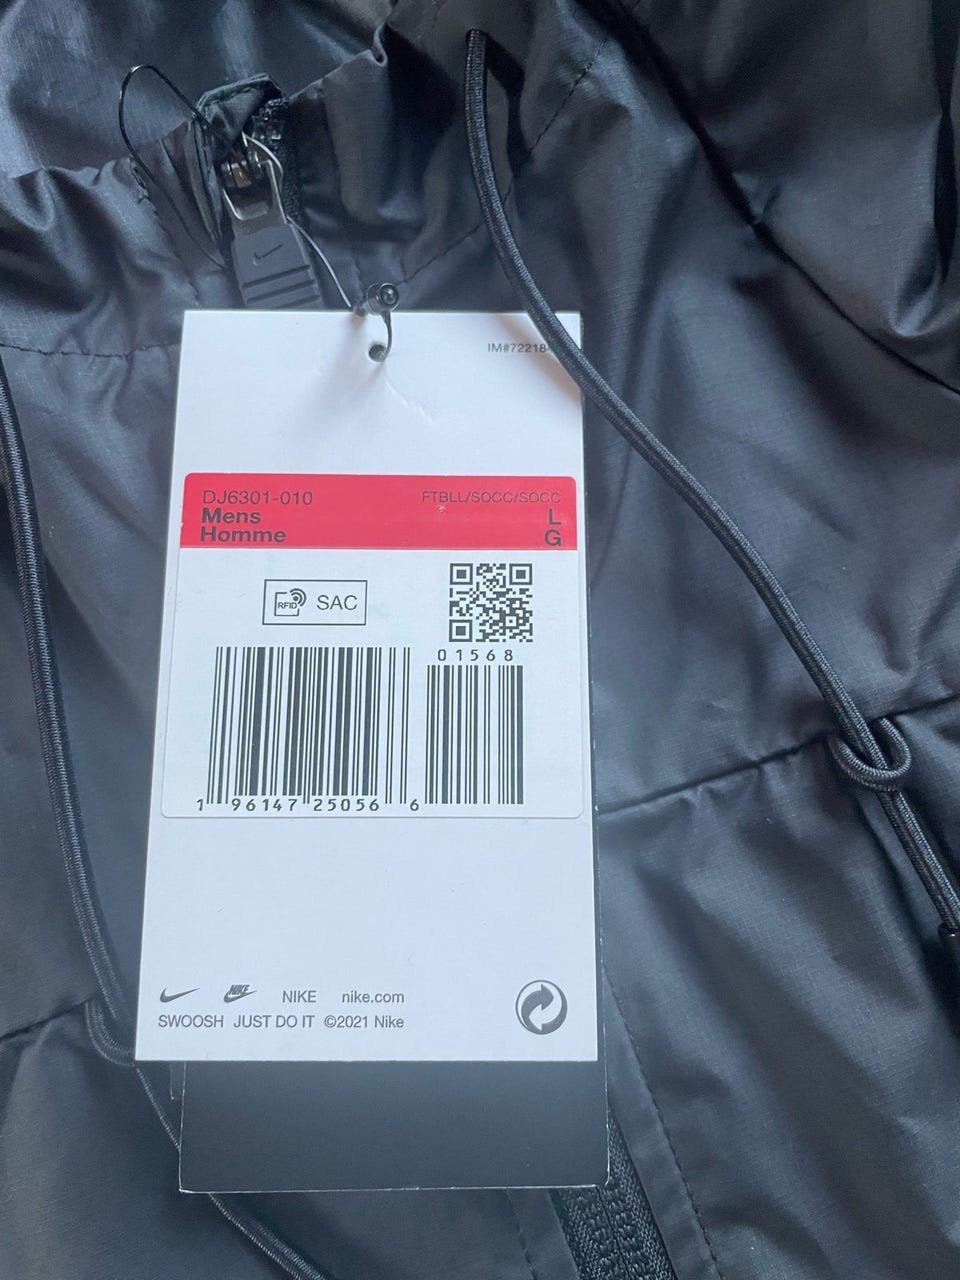 IM#72218
DJ6301-010 FTBLL/SOCC/SOCC
Mens L
Homme G
RFID SAC
01568
1 96147 25056 6
NIKE NIKE nike.com
SWOOSH JUST DO IT ©2021 Nike